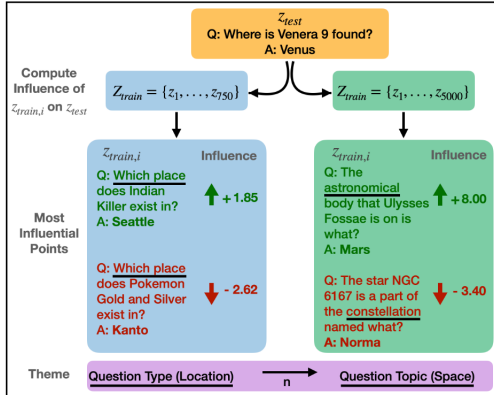 z_test
Q: Where is Venera 9 found?
A: Venus
Compute
Influence of
z_train,i on z_test
Z_train = {z_1, . . . , z_750}
Z_train = {z_1, . . . , z_5000}
Most
Influential
Points
z_train,i Influence
Q: Which place
does Indian
Killer exist in?
A: Seattle
+ 1.85
Q: Which place
does Pokemon
Gold and Silver
exist in?
A: Kanto
- 2.62
z_train,i Influence
Q: The
astronomical
body that Ulysses
Fossae is on is
what?
A: Mars
+ 8.00
Q: The star NGC
6167 is a part of
the constellation
named what?
A: Norma
- 3.40
Theme
Question Type (Location)
n
Question Topic (Space)